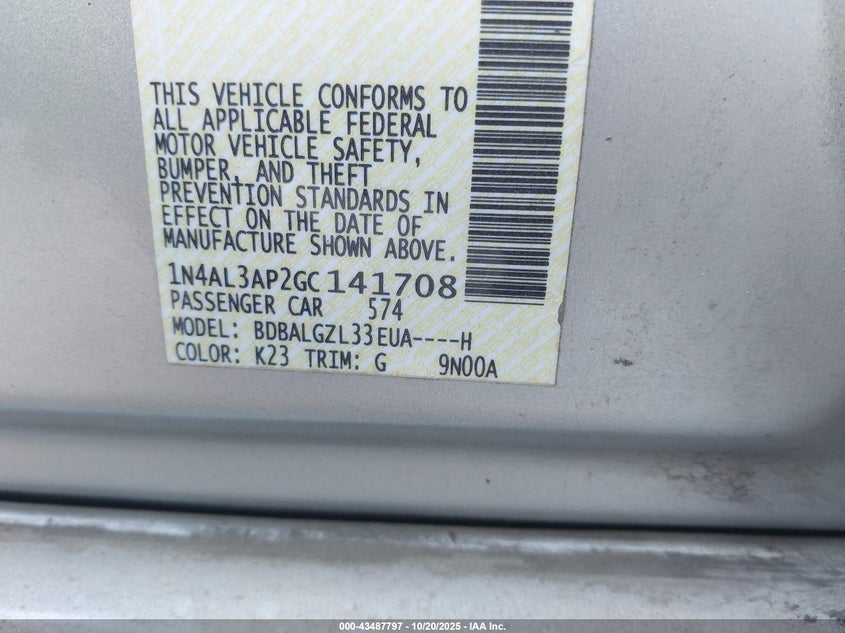 THIS VEHICLE CONFORMS TO
ALL APPLICABLE FEDERAL
MOTOR VEHICLE SAFETY,
BUMPER, AND THEFT
PREVENTION STANDARDS IN
EFFECT ON THE DATE OF
MANUFACTURE SHOWN ABOVE.
1N4AL3AP2GC141708
PASSENGER CAR 574
MODEL: BDBALGZL33EUA----H
COLOR: K23 TRIM: G 9N00A
000-43487797 - 10/20/2025 - IAA Inc.